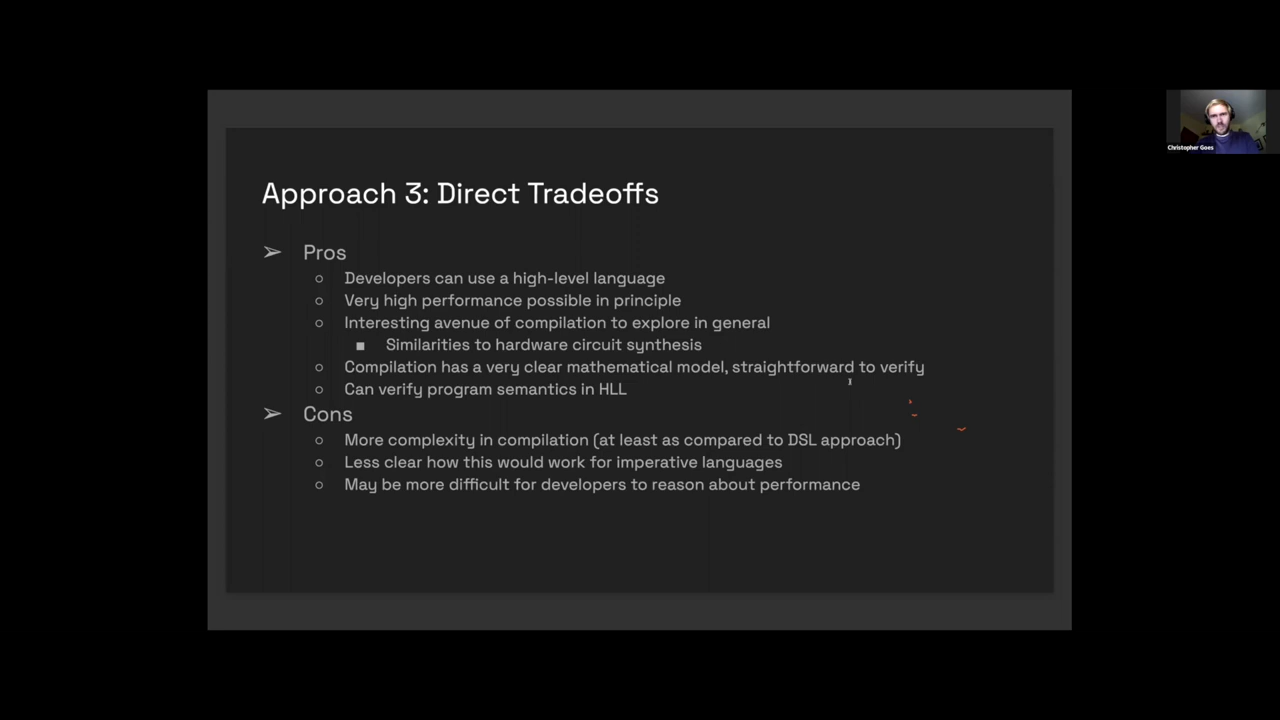 Approach 3: Direct Tradeoffs
➢ Pros
○ Developers can use a high-level language
○ Very high performance possible in principle
○ Interesting avenue of compilation to explore in general
■ Similarities to hardware circuit synthesis
○ Compilation has a very clear mathematical model, straightforward to verify
○ Can verify program semantics in HLL
➢ Cons
○ More complexity in compilation (at least as compared to DSL approach)
○ Less clear how this would work for imperative languages
○ May be more difficult for developers to reason about performance
Christopher Goes